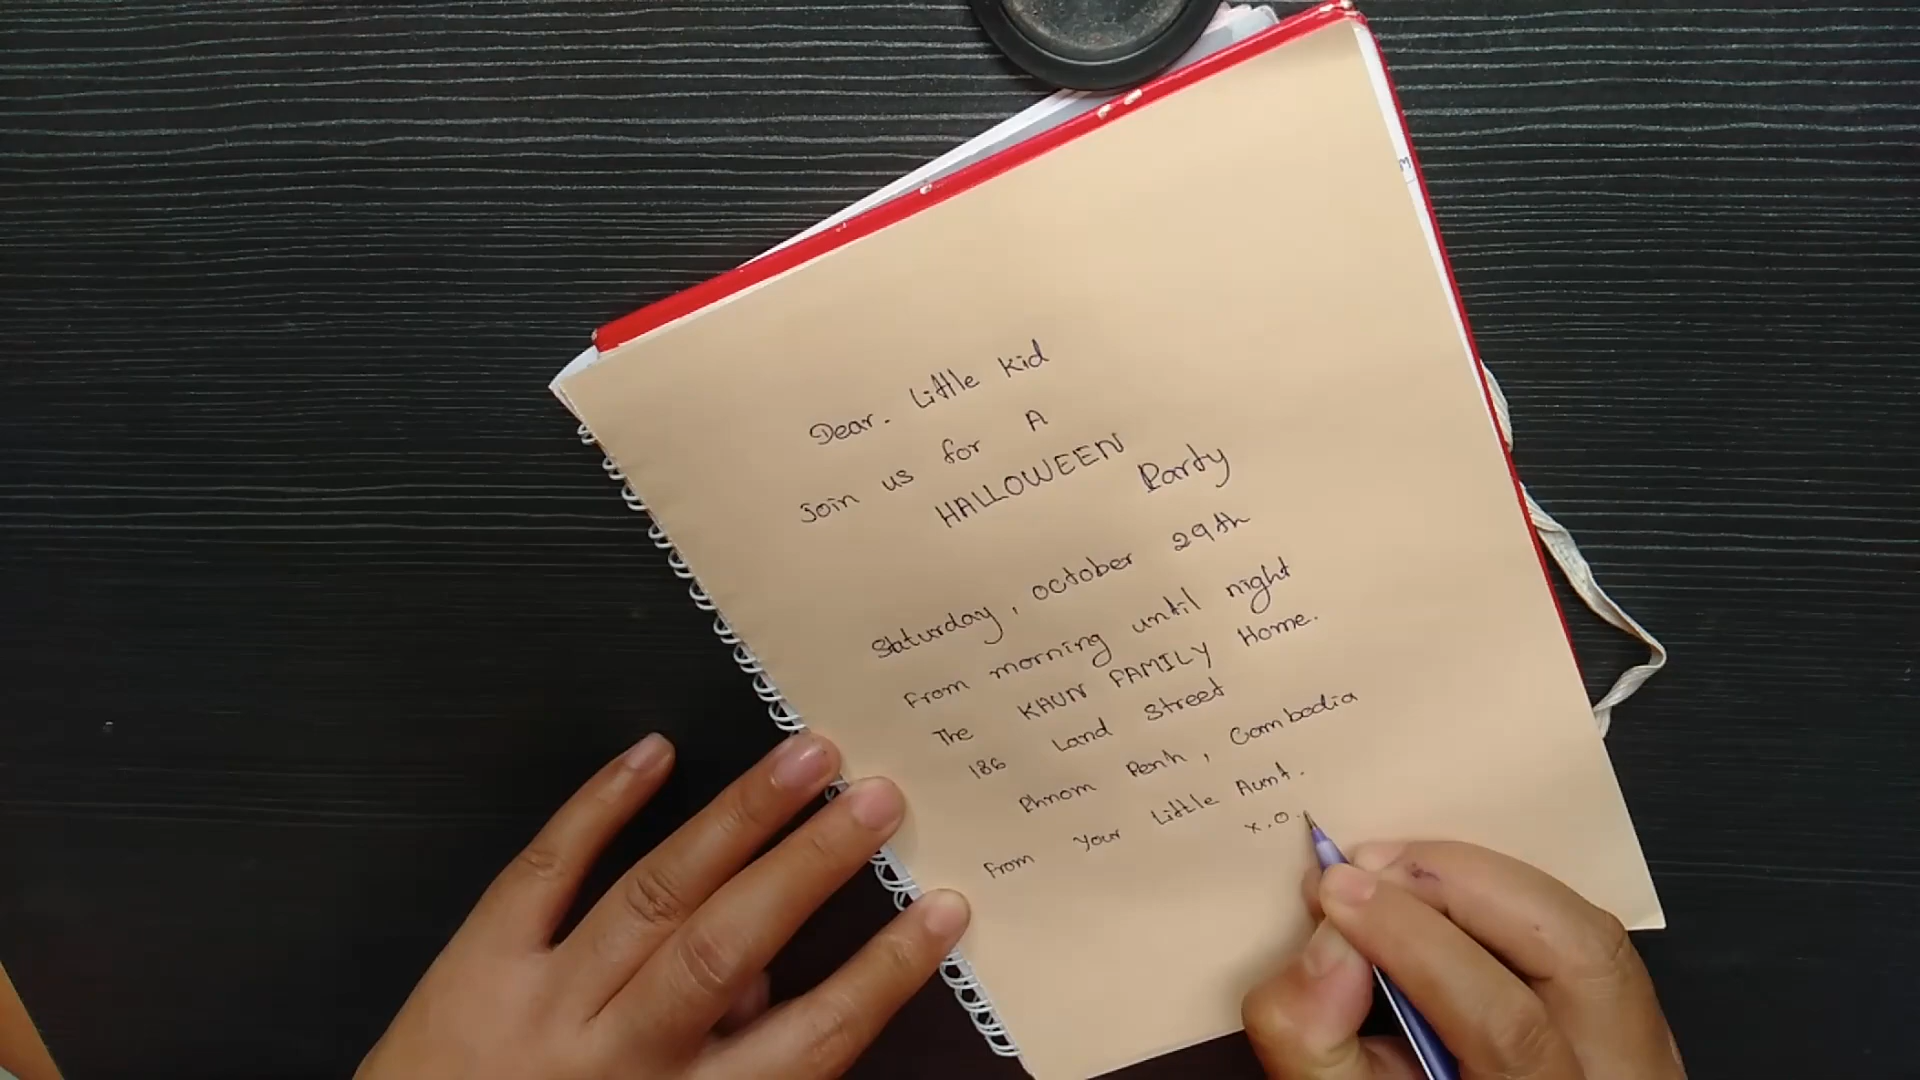 Dear. Little Kid
Join us for A
HALLOWEEN Party
Saturday, october 29th
From morning until night
The KAUN FAMILY Home.
186 Land Street
Phnom Penh, Cambodia
From Your Little Aunt.
x.o.